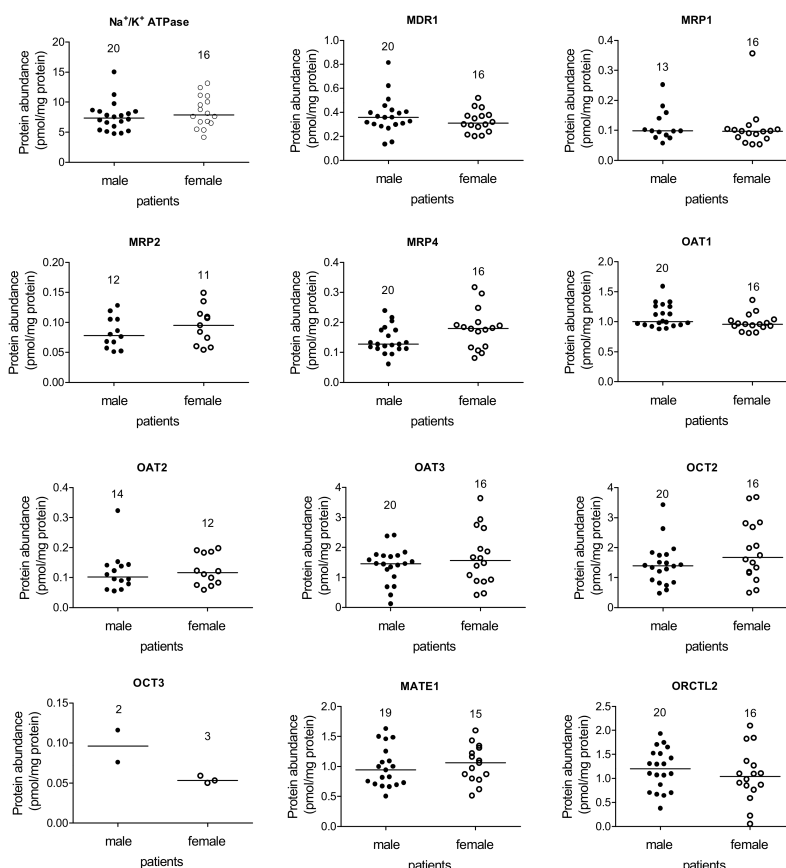 Na⁺/K⁺ ATPase
20
16
Protein abundance
(pmol/mg protein)
20
15
10
5
0
male
female
patients
MDR1
20
16
Protein abundance
(pmol/mg protein)
1.0
0.8
0.6
0.4
0.2
0.0
male
female
patients
MRP1
13
16
Protein abundance
(pmol/mg protein)
0.4
0.3
0.2
0.1
0.0
male
female
patients
MRP2
12
11
Protein abundance
(pmol/mg protein)
0.20
0.15
0.10
0.05
0.00
male
female
patients
MRP4
20
16
Protein abundance
(pmol/mg protein)
0.4
0.3
0.2
0.1
0.0
male
female
patients
OAT1
20
16
Protein abundance
(pmol/mg protein)
2.0
1.5
1.0
0.5
0.0
male
female
patients
OAT2
14
12
Protein abundance
(pmol/mg protein)
0.4
0.3
0.2
0.1
0.0
male
female
patients
OAT3
20
16
Protein abundance
(pmol/mg protein)
4
3
2
1
0
male
female
patients
OCT2
20
16
Protein abundance
(pmol/mg protein)
4
3
2
1
0
male
female
patients
OCT3
2
3
Protein abundance
(pmol/mg protein)
0.15
0.10
0.05
0.00
male
female
patients
MATE1
19
15
Protein abundance
(pmol/mg protein)
2.0
1.5
1.0
0.5
0.0
male
female
patients
ORCTL2
20
16
Protein abundance
(pmol/mg protein)
2.5
2.0
1.5
1.0
0.5
0.0
male
female
patients